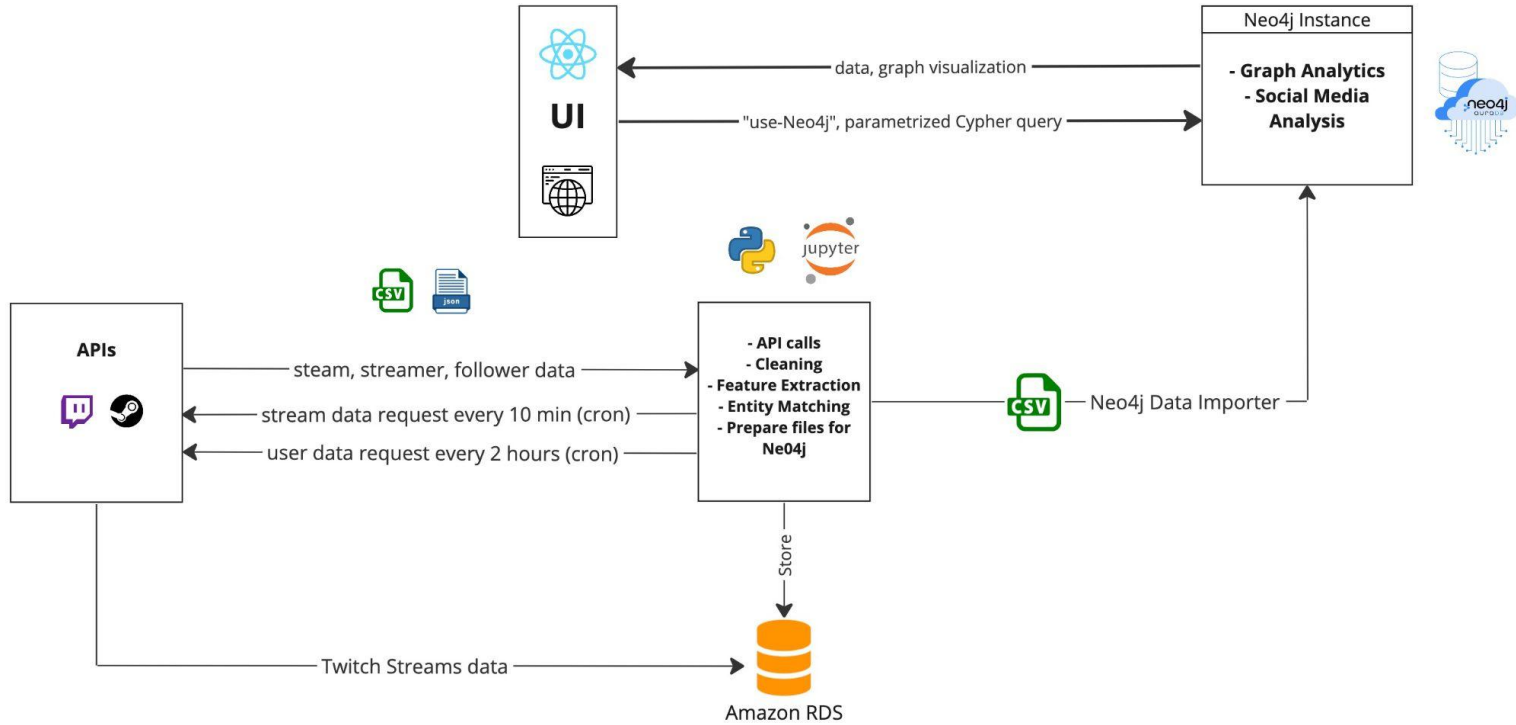 Neo4j Instance
- Graph Analytics
- Social Media
Analysis
neo4j
aura DB
data, graph visualization
UI
"use-Neo4j", parametrized Cypher query
jupyter
CSV
json
APIs
steam, streamer, follower data
stream data request every 10 min (cron)
user data request every 2 hours (cron)
- API calls
- Cleaning
- Feature Extraction
- Entity Matching
- Prepare files for
Ne04j
CSV
Neo4j Data Importer
Store
Twitch Streams data
Amazon RDS